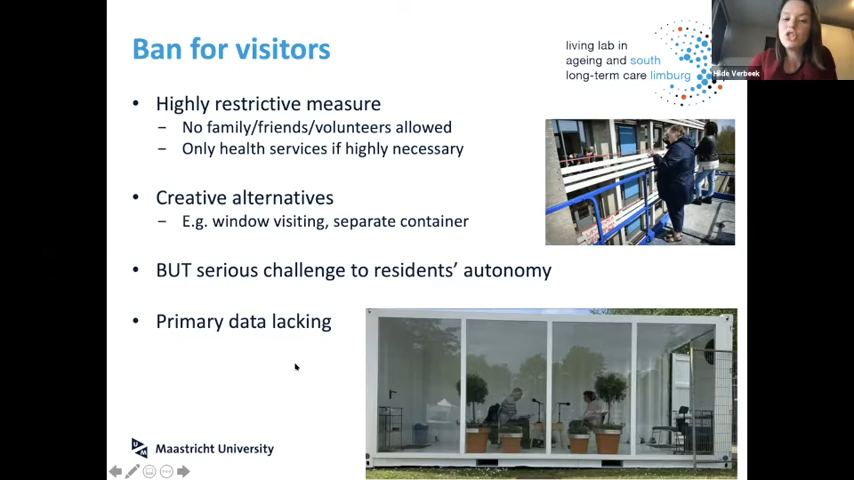 Ban for visitors
living lab in
ageing and south
long-term care limburg
Hilde Verbeek
• Highly restrictive measure
– No family/friends/volunteers allowed
– Only health services if highly necessary
• Creative alternatives
– E.g. window visiting, separate container
• BUT serious challenge to residents’ autonomy
• Primary data lacking
Maastricht University